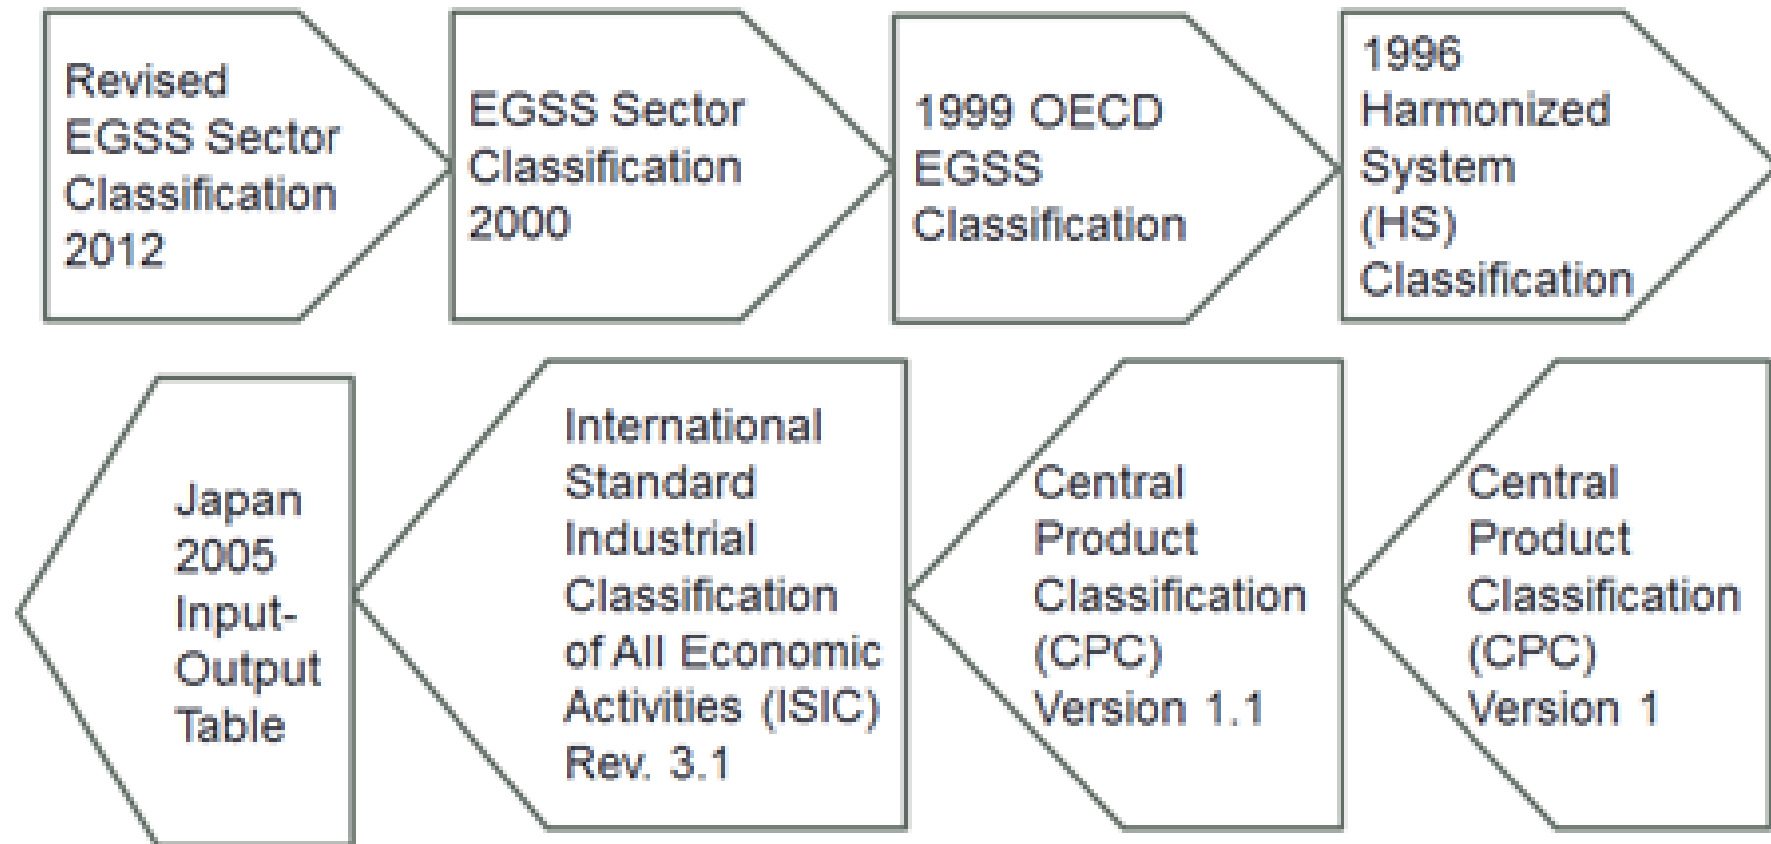 Revised
EGSS Sector
Classification
2012
EGSS Sector
Classification
2000
1999 OECD
EGSS
Classification
1996
Harmonized
System
(HS)
Classification
Japan
2005
Input-
Output
Table
International
Standard
Industrial
Classification
of All Economic
Activities (ISIC)
Rev. 3.1
Central
Product
Classification
(CPC)
Version 1.1
Central
Product
Classification
(CPC)
Version 1